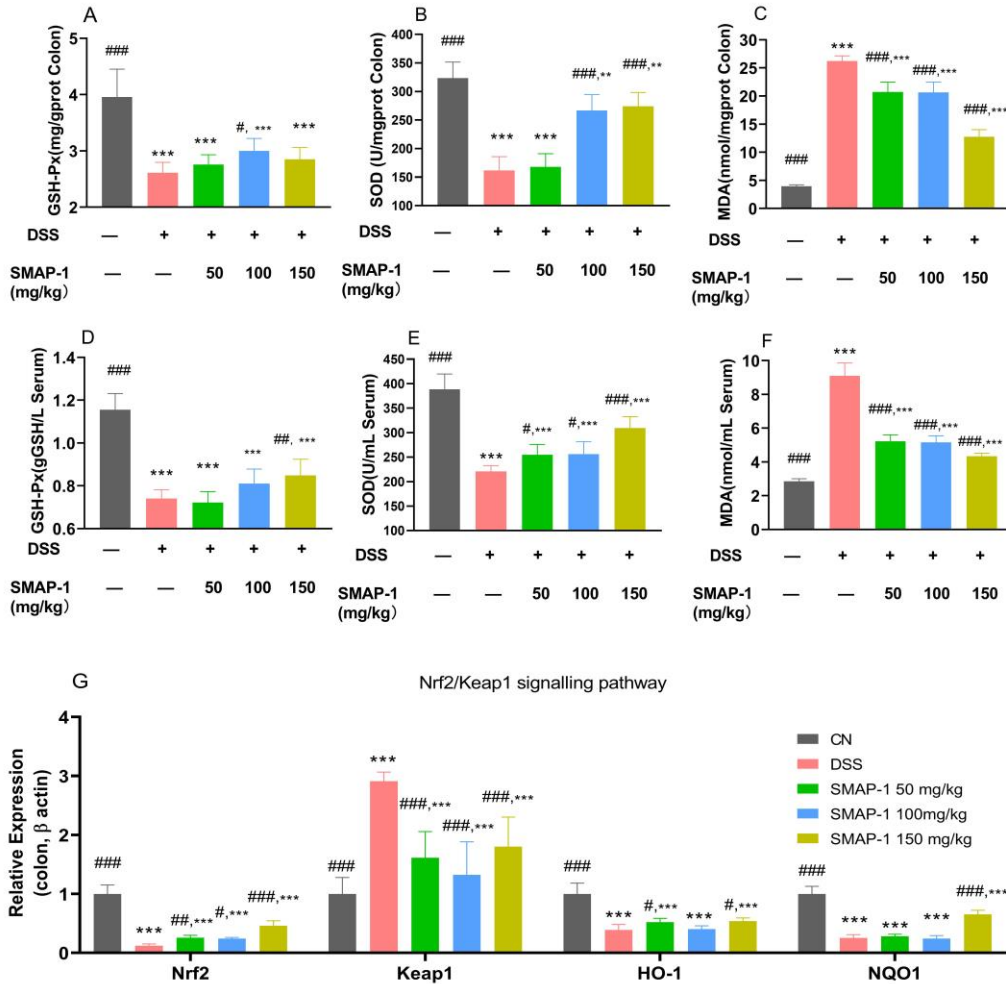 A
GSH-Px(mg/gprot Colon)
4
3
2
###
***
***
#, ***
***
DSS
— + + + +
SMAP-1
(mg/kg）
— — 50 100 150
B
SOD (U/mgprot Colon)
400
350
300
250
200
150
100
###
***
***
###,**
###,**
DSS
— + + + +
SMAP-1
(mg/kg）
— — 50 100 150
C
MDA(nmol/mgprot Colon)
30
25
20
15
10
5
0
###
***
###,***
###,***
###,***
DSS
— + + + +
SMAP-1
(mg/kg）
— — 50 100 150
D
GSH-Px(gGSH/L Serum)
1.4
1.2
1.0
0.8
0.6
###
***
***
***
##, ***
DSS
— + + + +
SMAP-1
(mg/kg）
— — 50 100 150
E
SOD(U/mL Serum)
450
400
350
300
250
200
150
100
###
***
#,***
#,***
###,***
DSS
— + + + +
SMAP-1
(mg/kg）
— — 50 100 150
F
MDA(nmol/mL Serum)
10
8
6
4
2
0
###
***
###,***
###,***
###,***
DSS
— + + + +
SMAP-1
(mg/kg）
— — 50 100 150
G
Nrf2/Keap1 signalling pathway
Relative Expression
(colon, β actin)
4
3
2
1
0
###
***
##,***
#,***
###,***
###
***
###,***
###,***
###,***
###
***
#,***
***
#,***
###
***
***
***
###,***
CN
DSS
SMAP-1 50 mg/kg
SMAP-1 100mg/kg
SMAP-1 150 mg/kg
Nrf2 Keap1 HO-1 NQO1